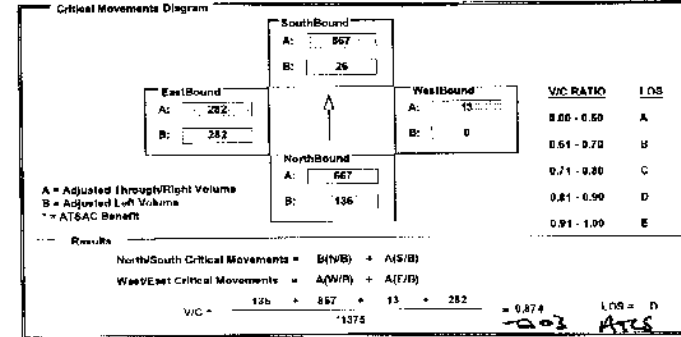 Critical Movements Diagram
SouthBound
A: 867
B: 26
EastBound
A: 282
B: 282
WestBound
A: 13
B: 0
NorthBound
A: 667
B: 136
V/C RATIO LOS
0.00 - 0.60 A
0.61 - 0.70 B
0.71 - 0.80 C
0.81 - 0.90 D
0.91 - 1.00 E
A = Adjusted Through/Right Volume
B = Adjusted Left Volume
* = ATSAC Benefit
Results
North/South Critical Movements = B(N/B) + A(S/B)
West/East Critical Movements = A(W/B) + A(E/B)
V/C = 136 + 867 + 13 + 282 = 0.874 LOS = D
*1375
-0.03 ATCS